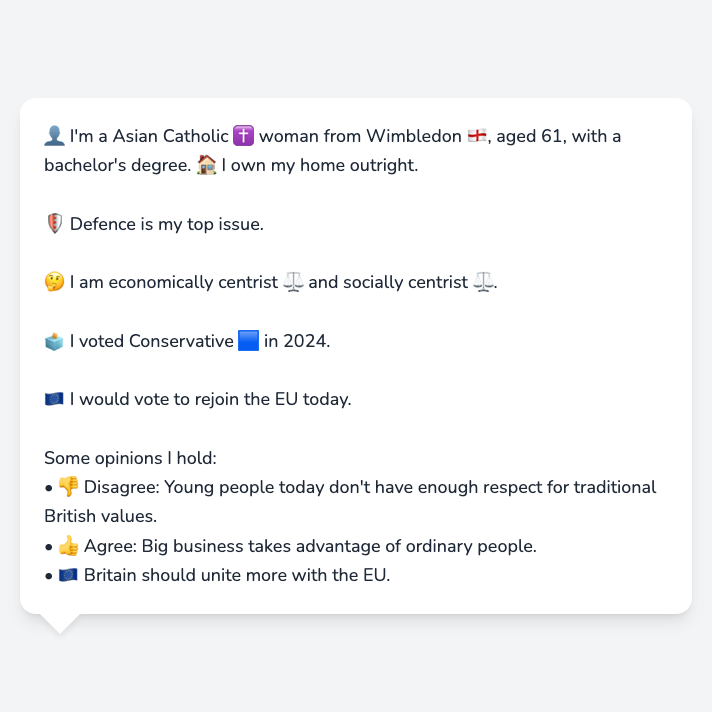 👤 I'm a Asian Catholic ✝️ woman from Wimbledon 🏴󠁧󠁢󠁥󠁮󠁧󠁿, aged 61, with a
bachelor's degree. 🏠 I own my home outright.
🛡️ Defence is my top issue.
🤔 I am economically centrist ⚖️ and socially centrist ⚖️.
🗳️ I voted Conservative 🟦 in 2024.
🇪🇺 I would vote to rejoin the EU today.
Some opinions I hold:
• 👎 Disagree: Young people today don't have enough respect for traditional
British values.
• 👍 Agree: Big business takes advantage of ordinary people.
• 🇪🇺 Britain should unite more with the EU.